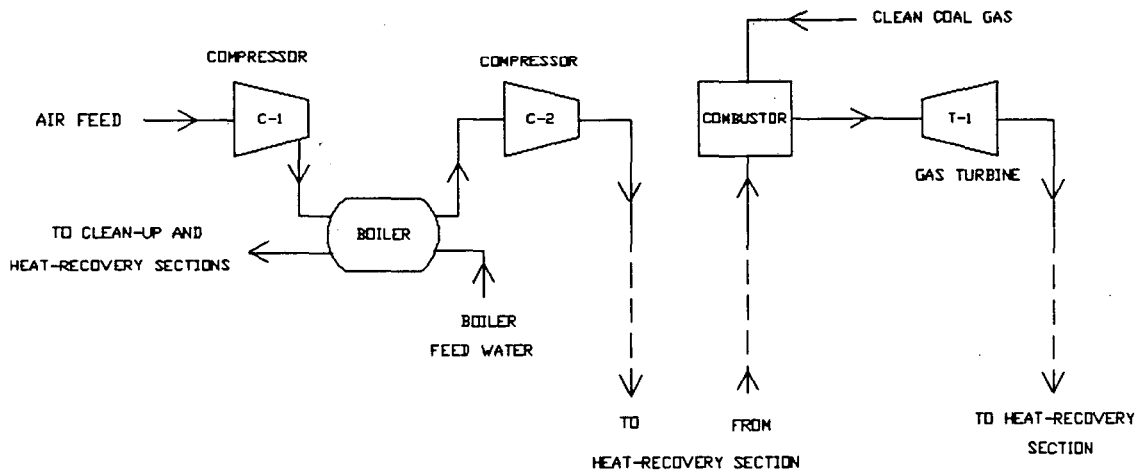 CLEAN COAL GAS
COMPRESSOR
COMPRESSOR
AIR FEED
C-1
C-2
COMBUSTOR
T-1
GAS TURBINE
TO CLEAN-UP AND
HEAT-RECOVERY SECTIONS
BOILER
BOILER
FEED WATER
TO
FROM
HEAT-RECOVERY SECTION
TO HEAT-RECOVERY
SECTION